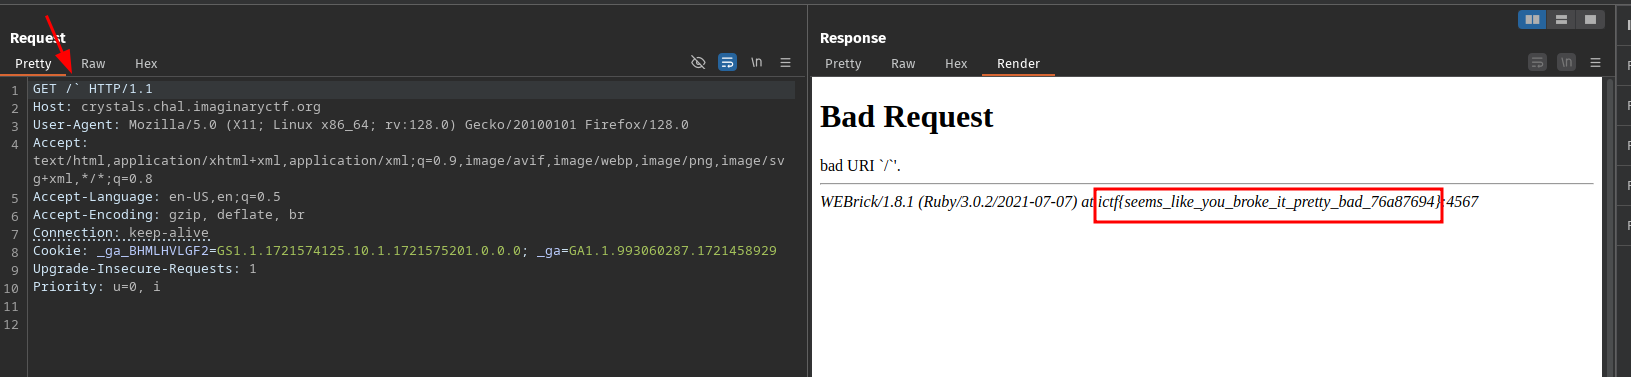 Request
Pretty Raw Hex \n
1 GET /` HTTP/1.1
2 Host: crystals.chal.imaginaryctf.org
3 User-Agent: Mozilla/5.0 (X11; Linux x86_64; rv:128.0) Gecko/20100101 Firefox/128.0
4 Accept:
text/html,application/xhtml+xml,application/xml;q=0.9,image/avif,image/webp,image/png,image/sv
g+xml,*/*;q=0.8
5 Accept-Language: en-US,en;q=0.5
6 Accept-Encoding: gzip, deflate, br
7 Connection: keep-alive
8 Cookie: _ga_BHMLHVLGF2=GS1.1.1721574125.10.1.1721575201.0.0.0; _ga=GA1.1.993060287.1721458929
9 Upgrade-Insecure-Requests: 1
10 Priority: u=0, i
11
12
Response
Pretty Raw Hex Render \n
Bad Request
bad URI `/`'.
WEBrick/1.8.1 (Ruby/3.0.2/2021-07-07) at ictf{seems_like_you_broke_it_pretty_bad_76a87694}:4567